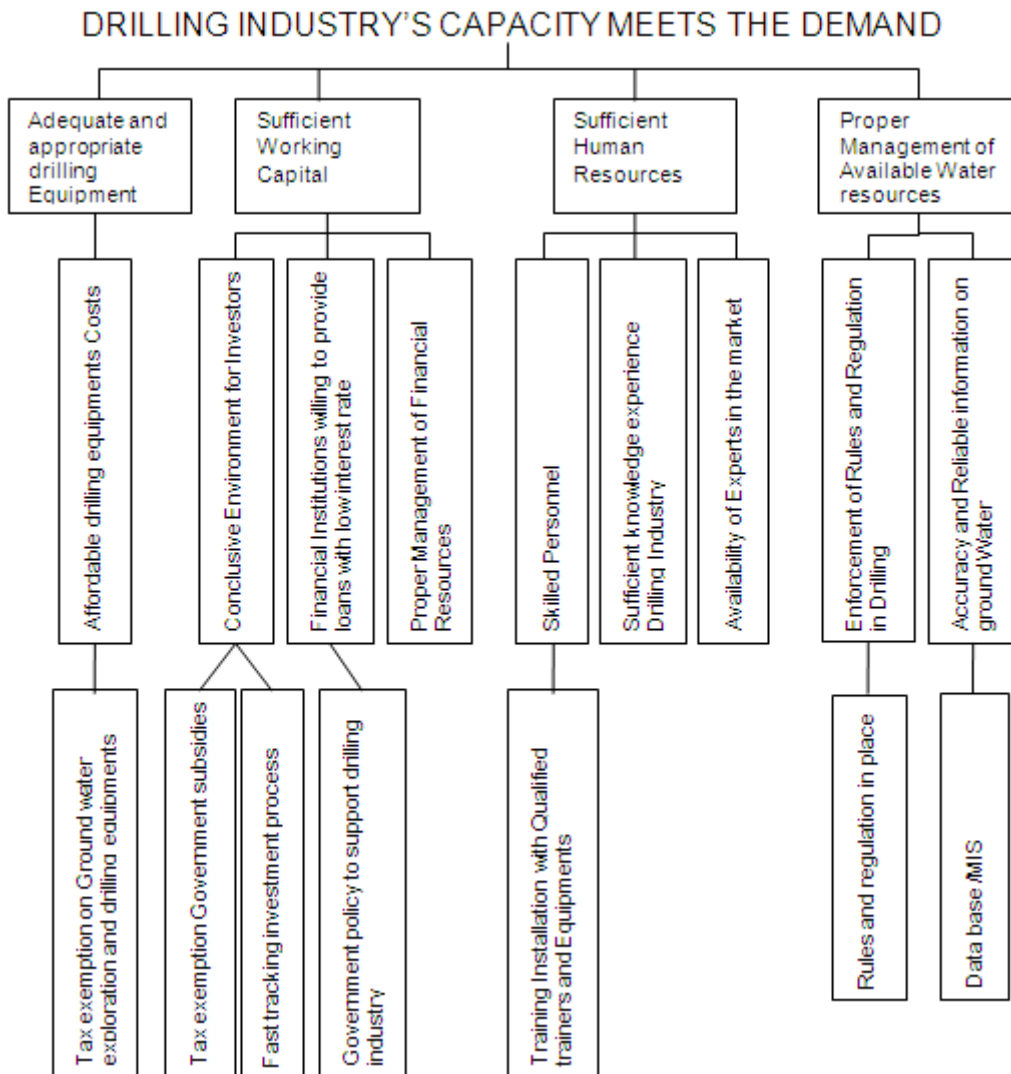 DRILLING INDUSTRY'S CAPACITY MEETS THE DEMAND
Adequate and
appropriate
drilling
Equipment
Sufficient
Working
Capital
Sufficient
Human
Resources
Proper
Management of
Available Water
resources
Affordable drilling equipments Costs
Conclusive Environment for Investors
Financial Institutions willing to provide
loans with low interest rate
Proper Management of Financial
Resources
Skilled Personnel
Sufficient knowledge experience
Drilling Industry
Availability of Experts in the market
Enforcement of Rules and Regulation
in Drilling
Accuracy and Reliable information on
ground Water
Tax exemption on Ground water
exploration and drilling equipments
Tax exemption Government subsidies
Fast tracking investment process
Government policy to support drilling
industry
Training Installation with Qualified
trainers and Equipments
Rules and regulation in place
Data base /MIS